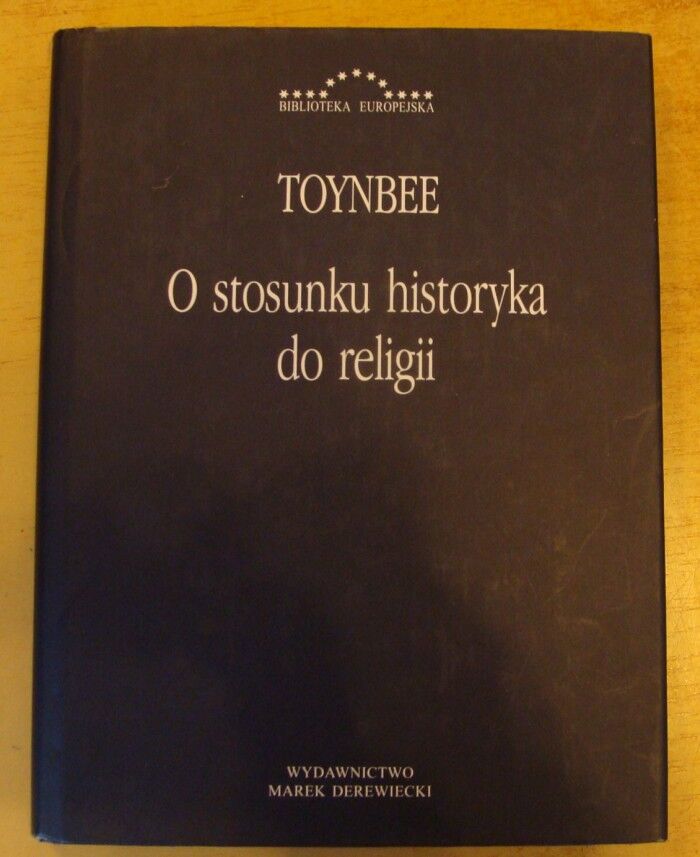 BIBLIOTEKA EUROPEJSKA
TOYNBEE
O stosunku historyka
do religii
WYDAWNICTWO
MAREK DEREWIECKI